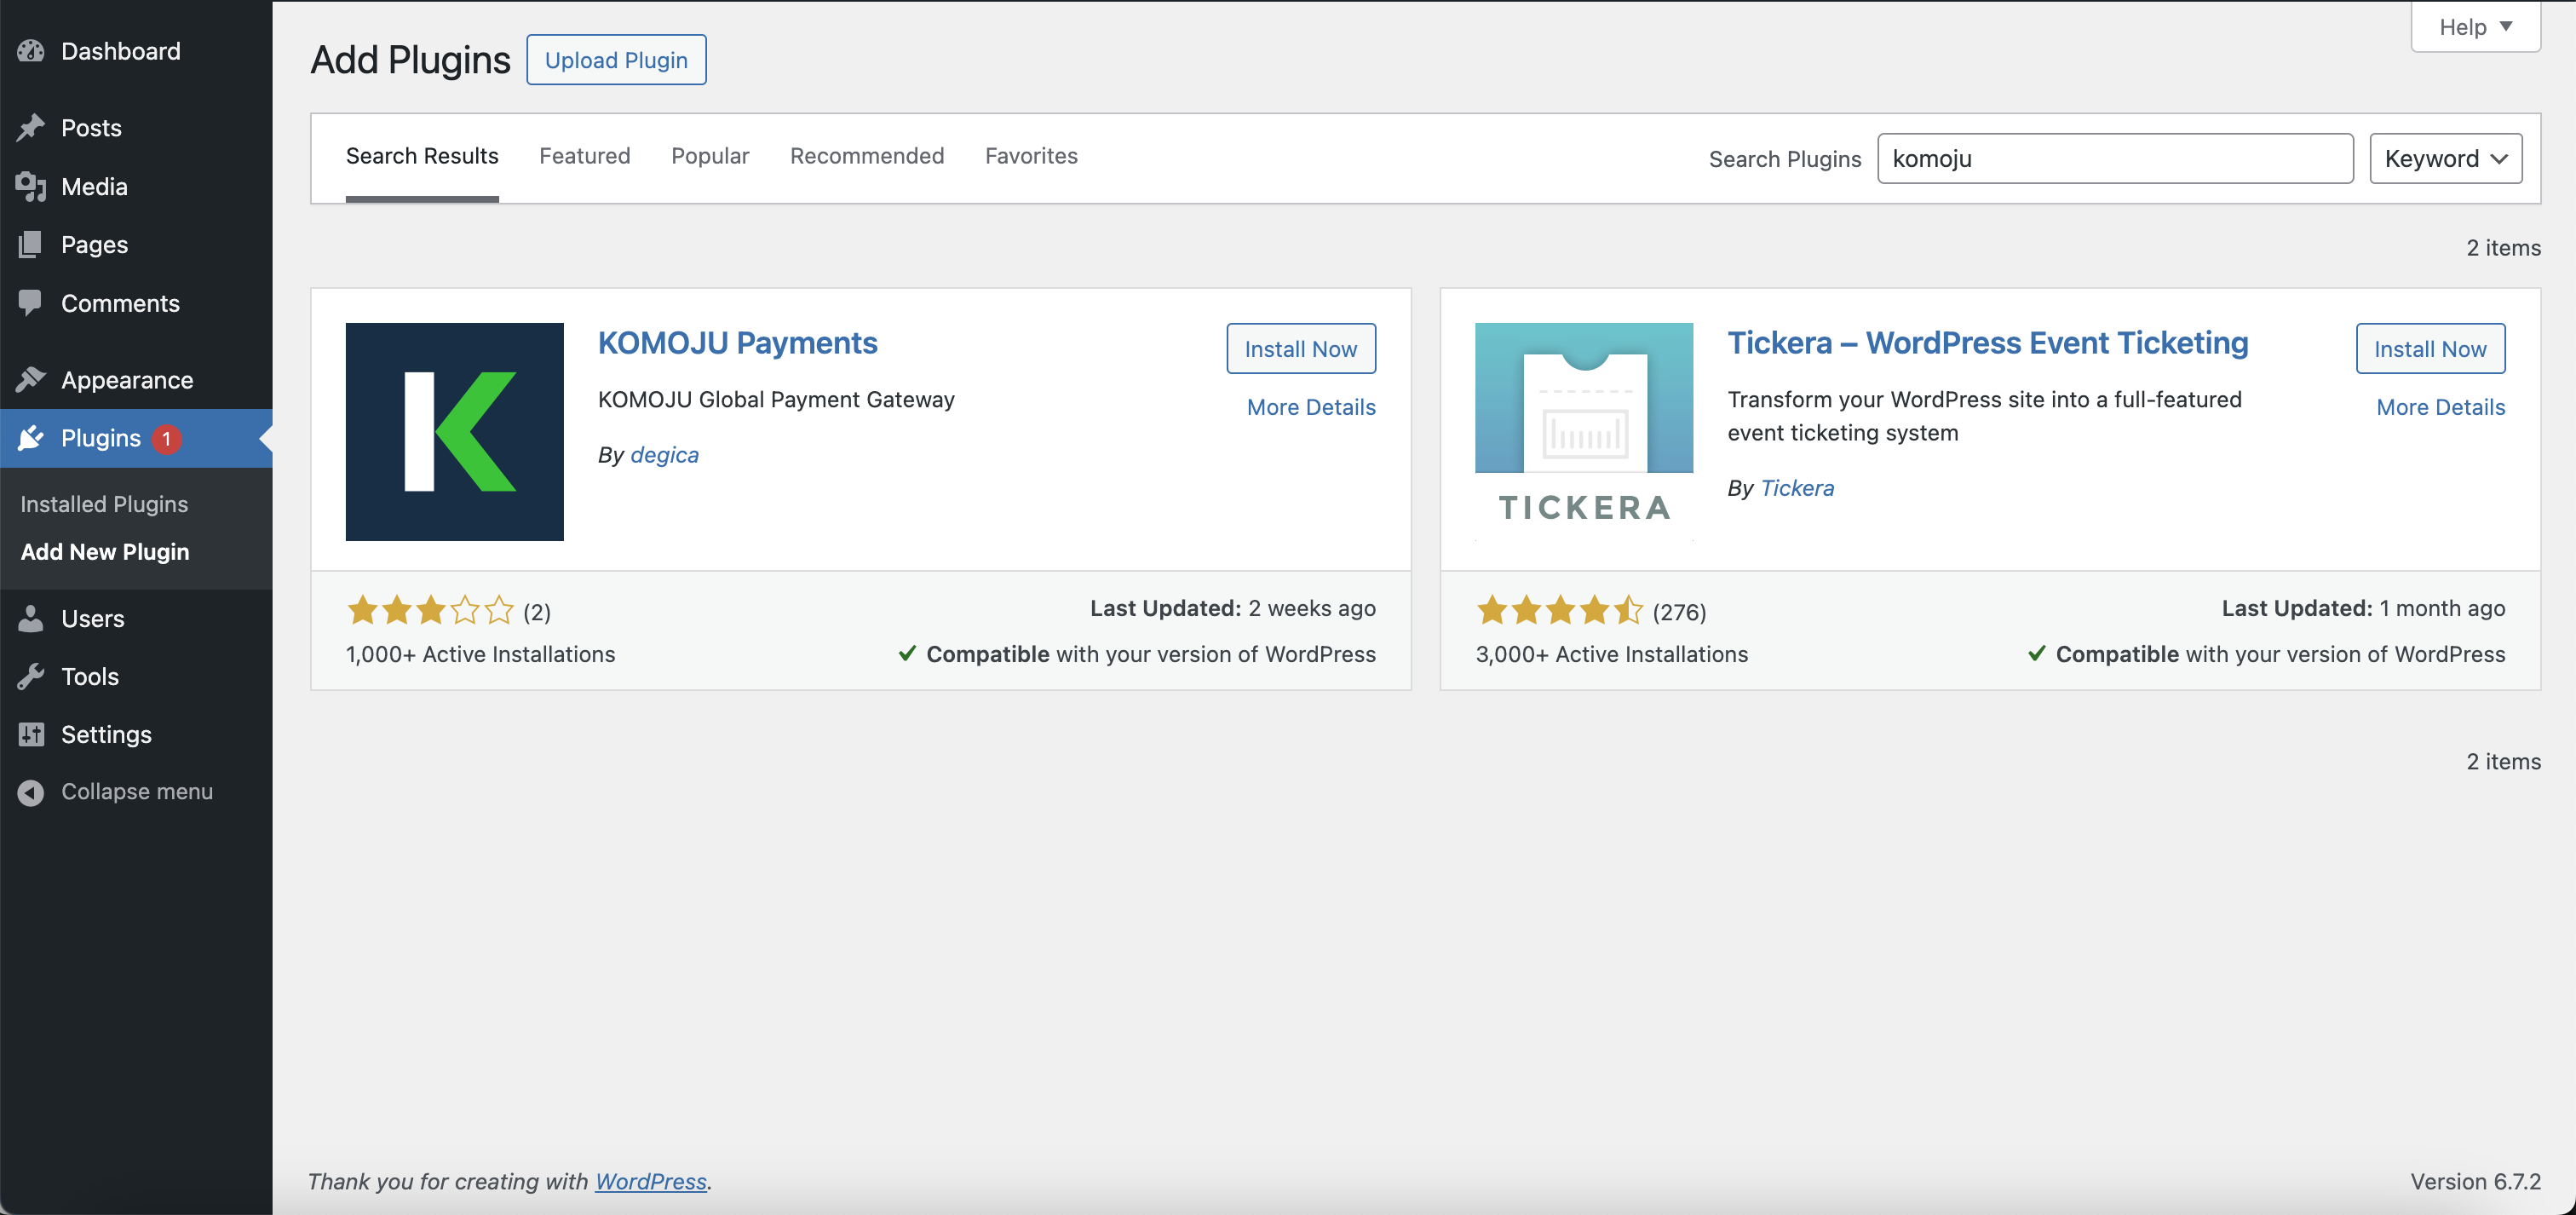 Dashboard
Posts
Media
Pages
Comments
Appearance
Plugins 1
Installed Plugins
Add New Plugin
Users
Tools
Settings
Collapse menu
Help
Add Plugins
Upload Plugin
Search Results
Featured
Popular
Recommended
Favorites
Search Plugins
komoju
Keyword
2 items
KOMOJU Payments
Install Now
More Details
KOMOJU Global Payment Gateway
By degica
(2)
1,000+ Active Installations
Last Updated: 2 weeks ago
Compatible with your version of WordPress
TICKERA
Tickera – WordPress Event Ticketing
Install Now
More Details
Transform your WordPress site into a full-featured
event ticketing system
By Tickera
(276)
3,000+ Active Installations
Last Updated: 1 month ago
Compatible with your version of WordPress
2 items
Thank you for creating with WordPress.
Version 6.7.2